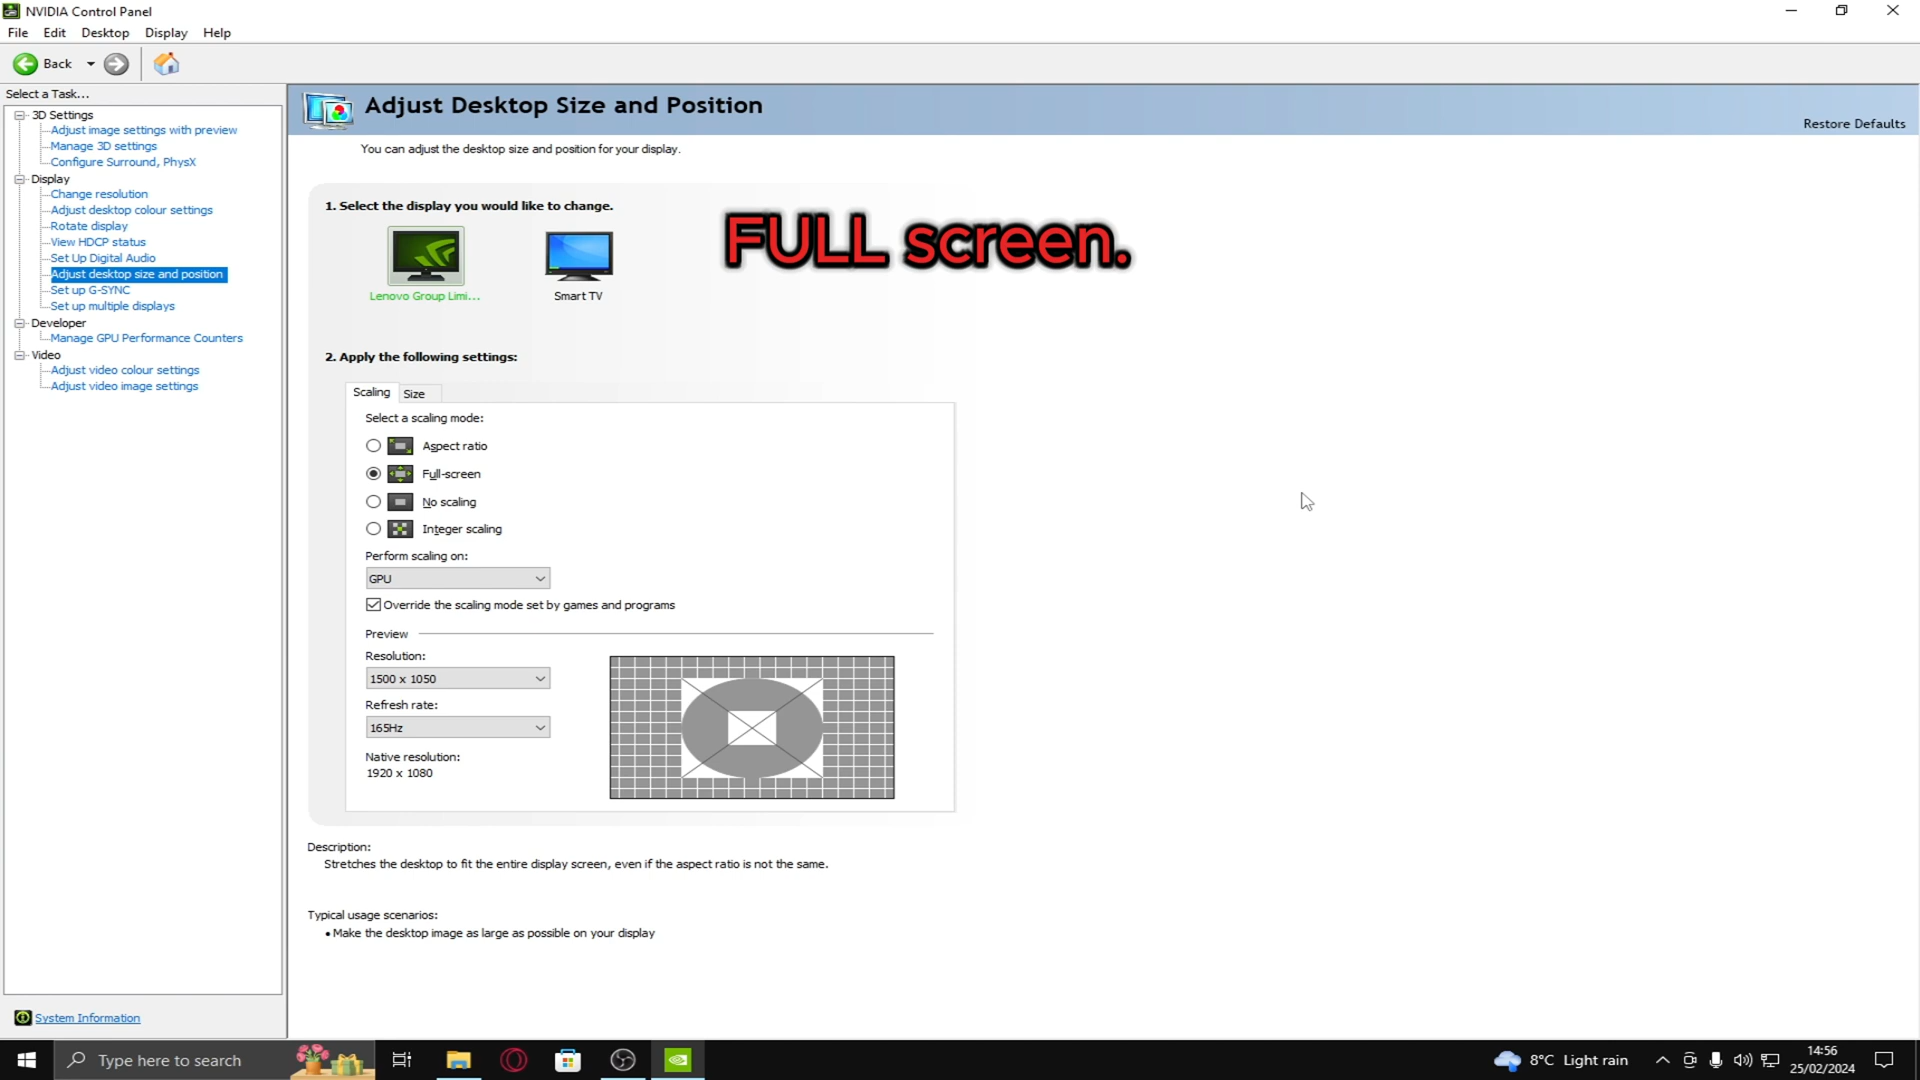 NVIDIA Control Panel
File Edit Desktop Display Help
Back
Select a Task...
3D Settings
Adjust image settings with preview
Manage 3D settings
Configure Surround, PhysX
Display
Change resolution
Adjust desktop colour settings
Rotate display
View HDCP status
Set Up Digital Audio
Adjust desktop size and position
Set up G-SYNC
Set up multiple displays
Developer
Manage GPU Performance Counters
Video
Adjust video colour settings
Adjust video image settings
System Information
Adjust Desktop Size and Position
Restore Defaults
You can adjust the desktop size and position for your display.
1. Select the display you would like to change.
FULL screen.
Lenovo Group Limi... Smart TV
2. Apply the following settings:
Scaling Size
Select a scaling mode:
Aspect ratio
Full-screen
No scaling
Integer scaling
Perform scaling on:
GPU
Override the scaling mode set by games and programs
Preview
Resolution:
1500 x 1050
Refresh rate:
165Hz
Native resolution:
1920 x 1080
Description:
Stretches the desktop to fit the entire display screen, even if the aspect ratio is not the same.
Typical usage scenarios:
• Make the desktop image as large as possible on your display
Type here to search
8°C Light rain
14:56
25/02/2024